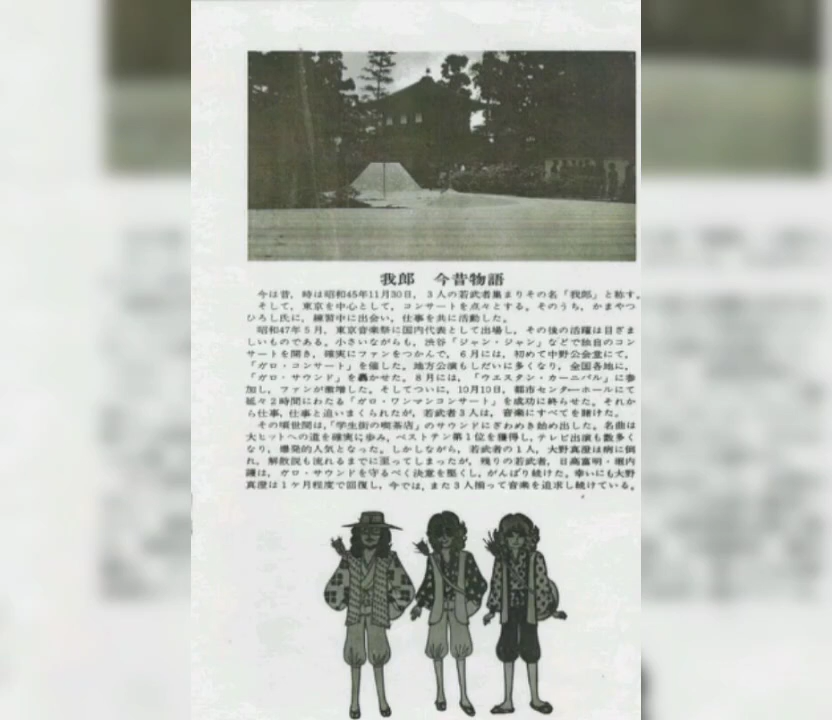 我郎　今昔物語
今は昔，時は昭和45年11月30日，3人の若武者集まりその名「我郎」と称す。
そして，東京を中心として，コンサートを点々とする。そのうち，かまやつ
ひろし氏に，練習中に出会い，仕事を共に活動した。
昭和47年5月，東京音楽祭に国内代表として出場し，その後の活躍は目ざま
しいものである。小さいながらも，渋谷「ジャン・ジャン」などで独自のコン
サートを開き，確実にファンをつかんで，6月には，初めて中野公会堂にて，
「ガロ・コンサート」を催した。地方公演もしだいに多くなり，全国各地に，
「ガロ・サウンド」を轟かせた。8月には，「ウエスタン・カーニバル」に参
加し，ファンが激増した。そしてついに，10月10日，都市センターホールにて
延々2時間にわたる「ガロ・ワンマンコンサート」を成功に終らせた。それか
ら仕事，仕事と追いまくられたが，若武者3人は，音楽にすべてを賭けた。
その頃世間は，「学生街の喫茶店」のサウンドにざわめき始め出した。名曲は
大ヒットへの道を確実に歩み，ベストテン第1位を獲得し，テレビ出演も数多く
なり，爆発的人気となった。しかしながら，若武者の1人，大野真澄は病に倒
れ，解散説も流れるまでに至ってしまったが，残りの若武者，日高富明・堀内
護は，ガロ・サウンドを守るべく決意を堅くし，がんばり続けた。幸いにも大野
真澄は1ヶ月程度で回復し，今では，また3人揃って音楽を追求し続けている。